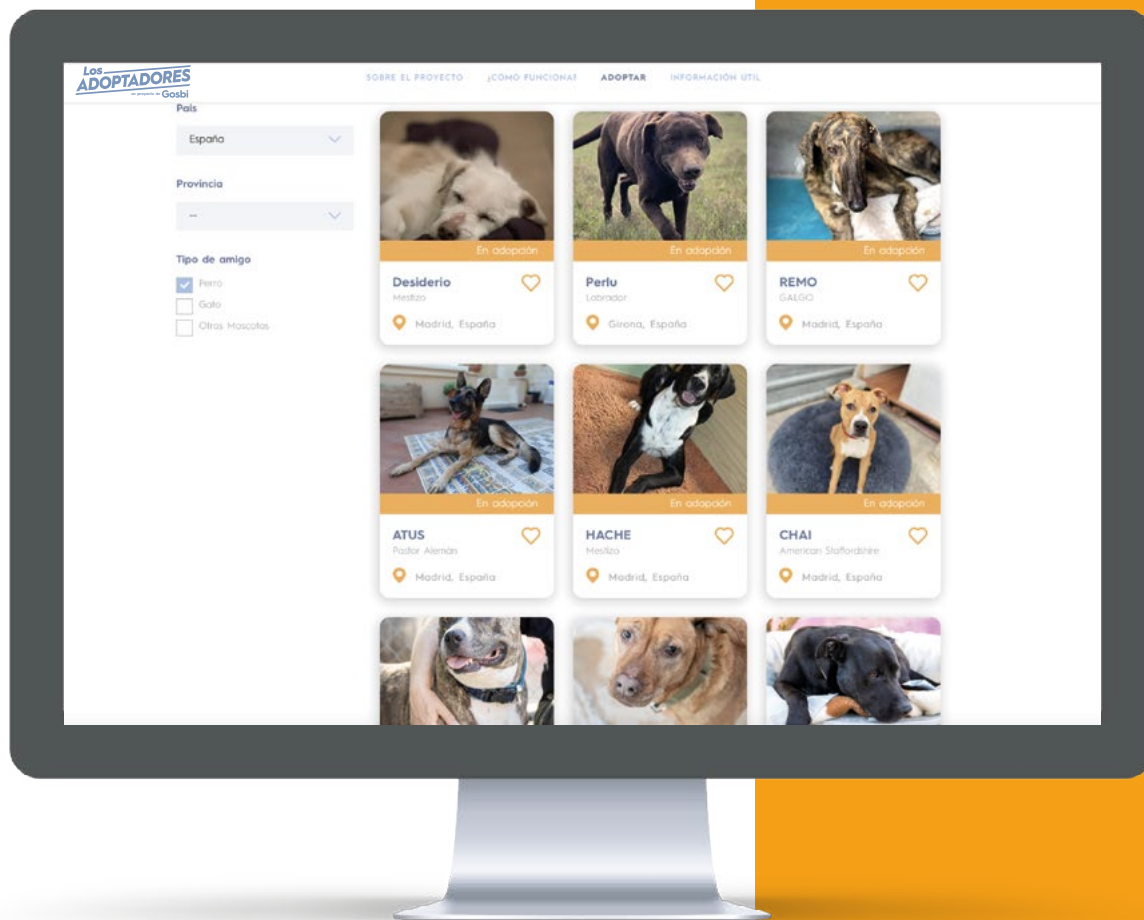 Los
ADOPTADORES
un proyecto de Gosbi
SOBRE EL PROYECTO
¿CÓMO FUNCIONA?
ADOPTAR
INFORMACIÓN ÚTIL
País
España
Provincia
--
Tipo de amigo
Perro
Gato
Otras Mascotas
En adopción
Desiderio
Mestizo
Madrid, España
En adopción
Perlu
Labrador
Girona, España
En adopción
REMO
GALGO
Madrid, España
En adopción
ATUS
Pastor Alemán
Madrid, España
En adopción
HACHE
Mestizo
Madrid, España
En adopción
CHAI
American Staffordshire
Madrid, España